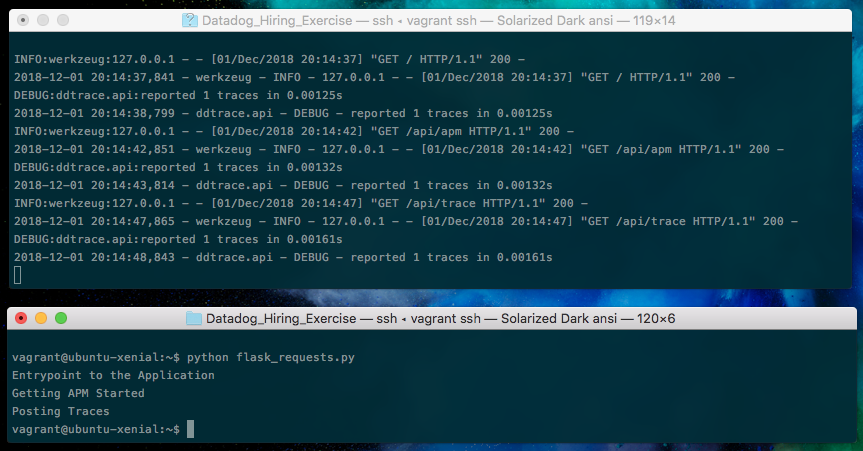 Datadog_Hiring_Exercise — ssh ◂ vagrant ssh — Solarized Dark ansi — 119×14
INFO:werkzeug:127.0.0.1 - - [01/Dec/2018 20:14:37] "GET / HTTP/1.1" 200 -
2018-12-01 20:14:37,841 - werkzeug - INFO - 127.0.0.1 - - [01/Dec/2018 20:14:37] "GET / HTTP/1.1" 200 -
DEBUG:ddtrace.api:reported 1 traces in 0.00125s
2018-12-01 20:14:38,799 - ddtrace.api - DEBUG - reported 1 traces in 0.00125s
INFO:werkzeug:127.0.0.1 - - [01/Dec/2018 20:14:42] "GET /api/apm HTTP/1.1" 200 -
2018-12-01 20:14:42,851 - werkzeug - INFO - 127.0.0.1 - - [01/Dec/2018 20:14:42] "GET /api/apm HTTP/1.1" 200 -
DEBUG:ddtrace.api:reported 1 traces in 0.00132s
2018-12-01 20:14:43,814 - ddtrace.api - DEBUG - reported 1 traces in 0.00132s
INFO:werkzeug:127.0.0.1 - - [01/Dec/2018 20:14:47] "GET /api/trace HTTP/1.1" 200 -
2018-12-01 20:14:47,865 - werkzeug - INFO - 127.0.0.1 - - [01/Dec/2018 20:14:47] "GET /api/trace HTTP/1.1" 200 -
DEBUG:ddtrace.api:reported 1 traces in 0.00161s
2018-12-01 20:14:48,843 - ddtrace.api - DEBUG - reported 1 traces in 0.00161s
Datadog_Hiring_Exercise — ssh ◂ vagrant ssh — Solarized Dark ansi — 120×6
vagrant@ubuntu-xenial:~$ python flask_requests.py
Entrypoint to the Application
Getting APM Started
Posting Traces
vagrant@ubuntu-xenial:~$